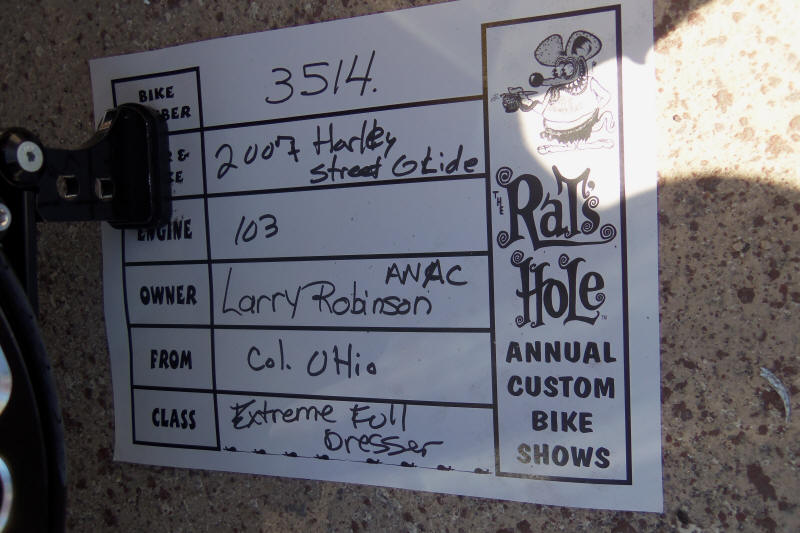 BIKE
3514.
&
2007 Harley
Street Glide
ENGINE
103
OWNER
ANAC
Larry Robinson
FROM
Col. OHio
CLASS
Extreme Full
Dresser
THE
RAT'S
HOLE
TM
ANNUAL
CUSTOM
BIKE
SHOWS